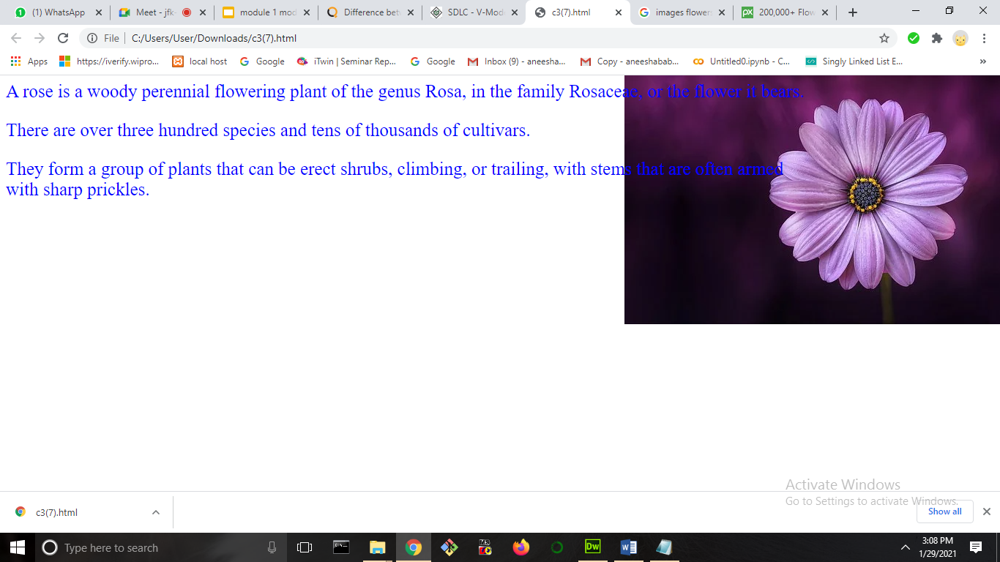 (1) WhatsApp
Meet - jfk-
module 1 mod
Difference bet
SDLC - V-Mod
c3(7).html
images flower
200,000+ Flow
File
C:/Users/User/Downloads/c3(7).html
Apps
https://iverify.wipro...
local host
Google
iTwin | Seminar Rep...
Google
Inbox (9) - aneesha...
Copy - aneeshabab...
Untitled0.ipynb - C...
Singly Linked List E...
»
A rose is a woody perennial flowering plant of the genus Rosa, in the family Rosaceae, or the flower it bears.
There are over three hundred species and tens of thousands of cultivars.
They form a group of plants that can be erect shrubs, climbing, or trailing, with stems that are often armed
with sharp prickles.
Activate Windows
Go to Settings to activate Windows.
c3(7).html
Show all
Type here to search
Dw
3:08 PM
1/29/2021